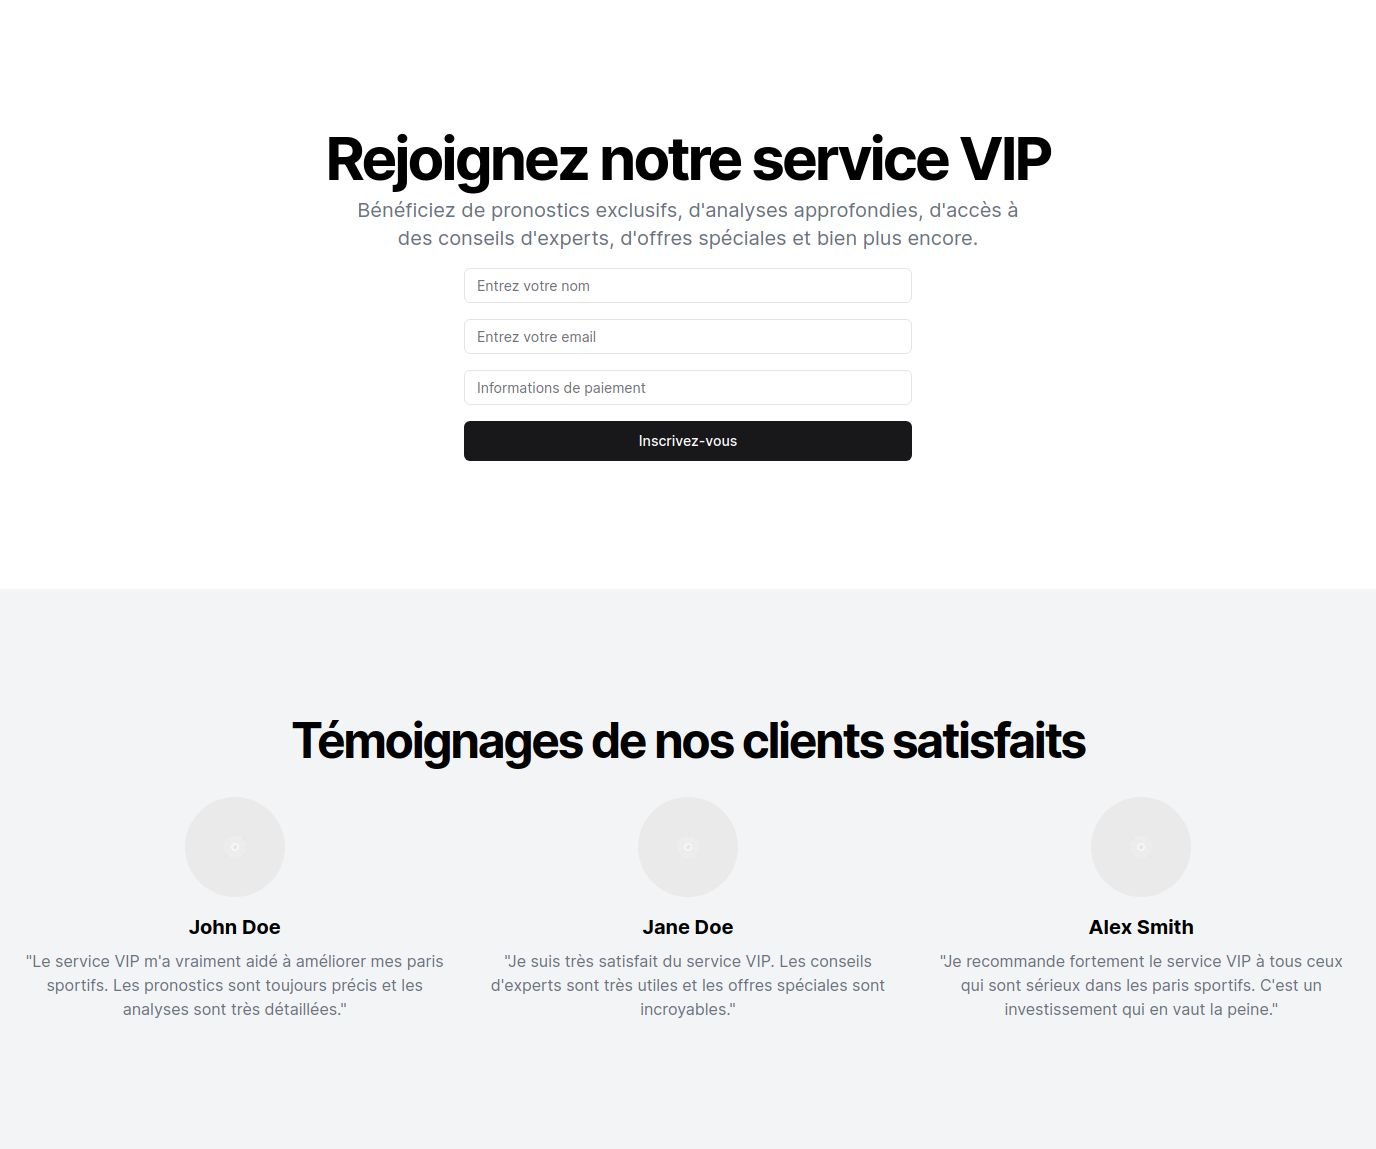 Rejoignez notre service VIP
Bénéficiez de pronostics exclusifs, d'analyses approfondies, d'accès à
des conseils d'experts, d'offres spéciales et bien plus encore.
Entrez votre nom
Entrez votre email
Informations de paiement
Inscrivez-vous
Témoignages de nos clients satisfaits
John Doe
"Le service VIP m'a vraiment aidé à améliorer mes paris
sportifs. Les pronostics sont toujours précis et les
analyses sont très détaillées."
Jane Doe
"Je suis très satisfait du service VIP. Les conseils
d'experts sont très utiles et les offres spéciales sont
incroyables."
Alex Smith
"Je recommande fortement le service VIP à tous ceux
qui sont sérieux dans les paris sportifs. C'est un
investissement qui en vaut la peine."